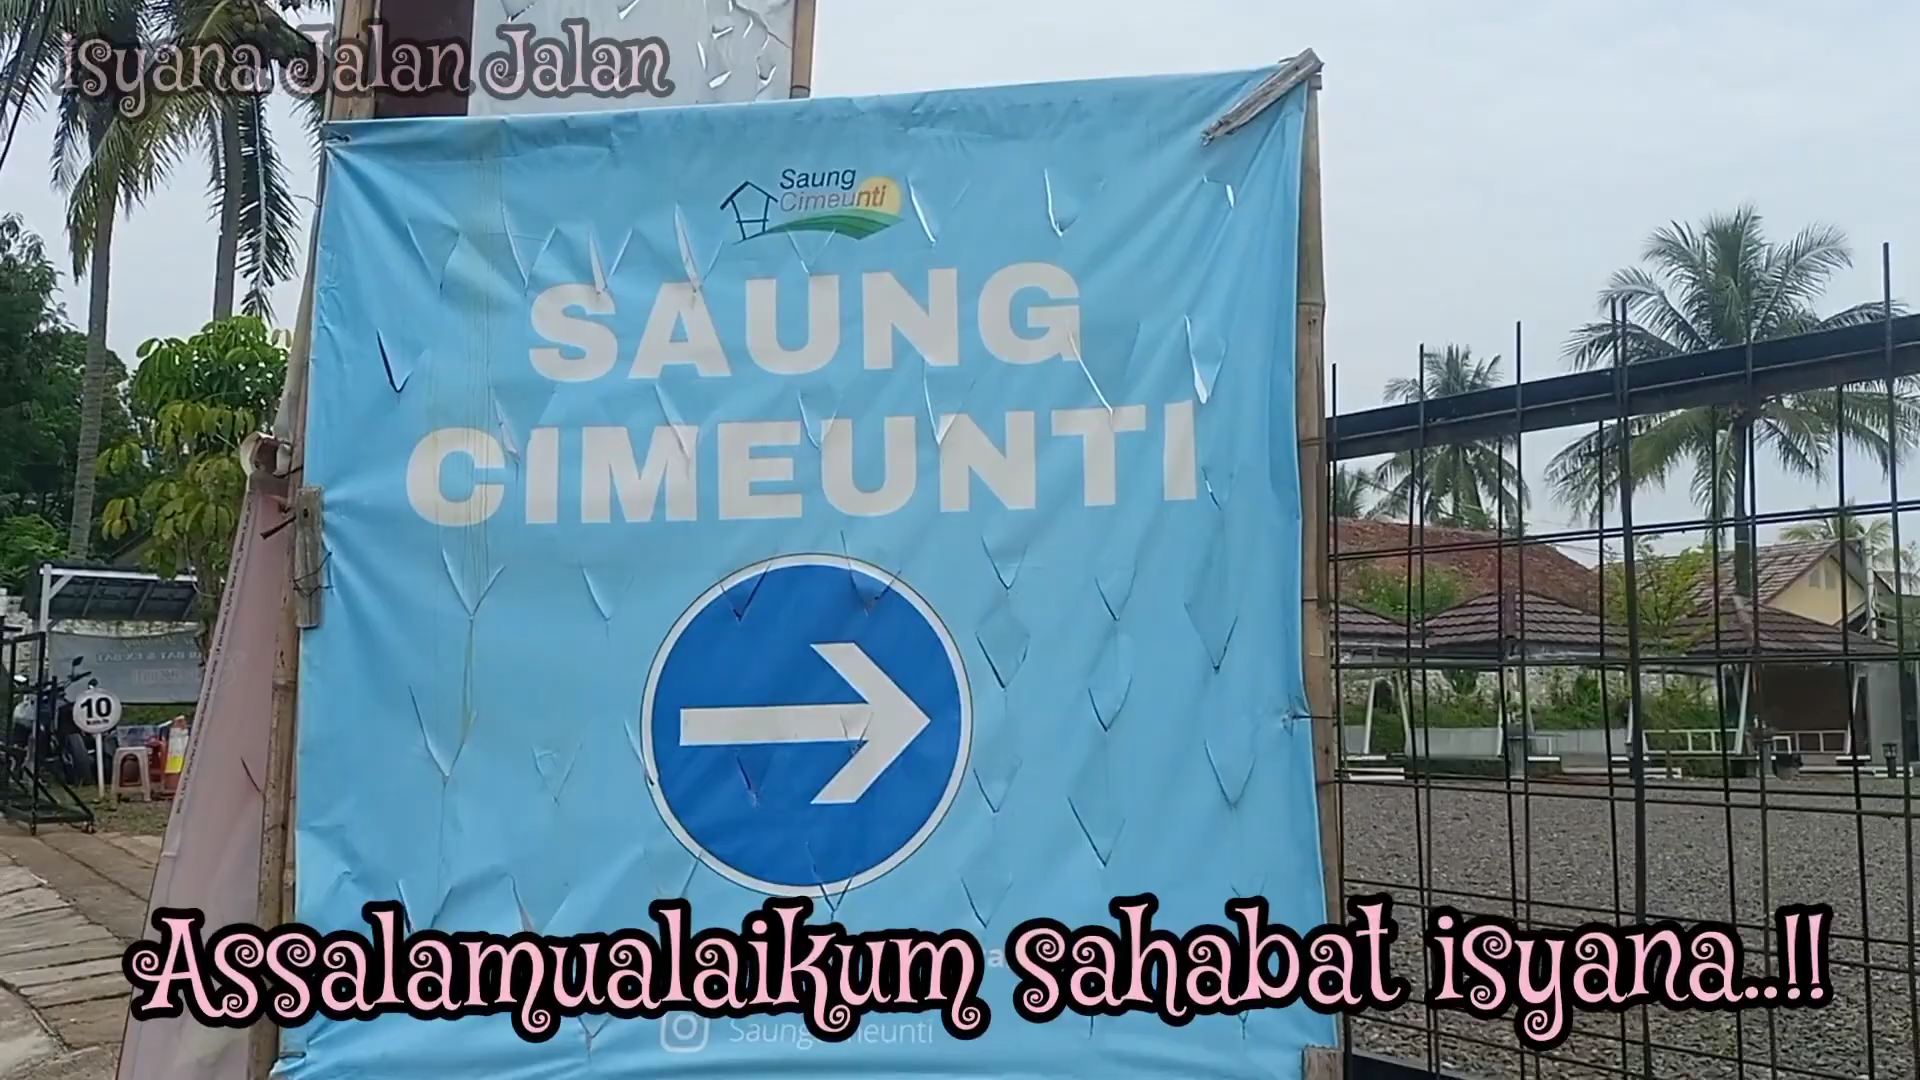 isyana Jalan Jalan
Saung
Cimeunti
SAUNG
CIMEUNTI
10
Assalamualaikum sahabat isyana..!!